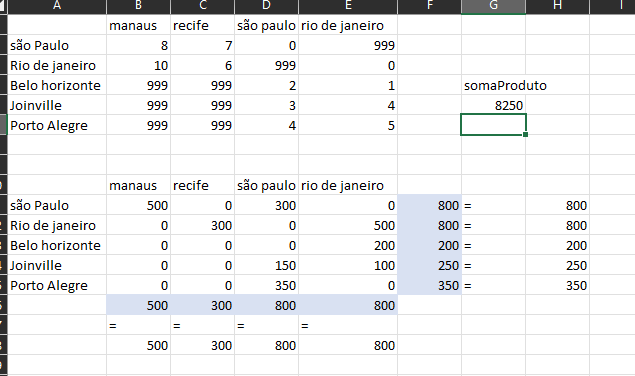 A B C D E F G H I
manaus recife são paulo rio de janeiro
são Paulo 8 7 0 999
Rio de janeiro 10 6 999 0
Belo horizonte 999 999 2 1 somaProduto
Joinville 999 999 3 4 8250
Porto Alegre 999 999 4 5
manaus recife são paulo rio de janeiro
são Paulo 500 0 300 0 800 = 800
Rio de janeiro 0 300 0 500 800 = 800
Belo horizonte 0 0 0 200 200 = 200
Joinville 0 0 150 100 250 = 250
Porto Alegre 0 0 350 0 350 = 350
500 300 800 800
= = = =
500 300 800 800